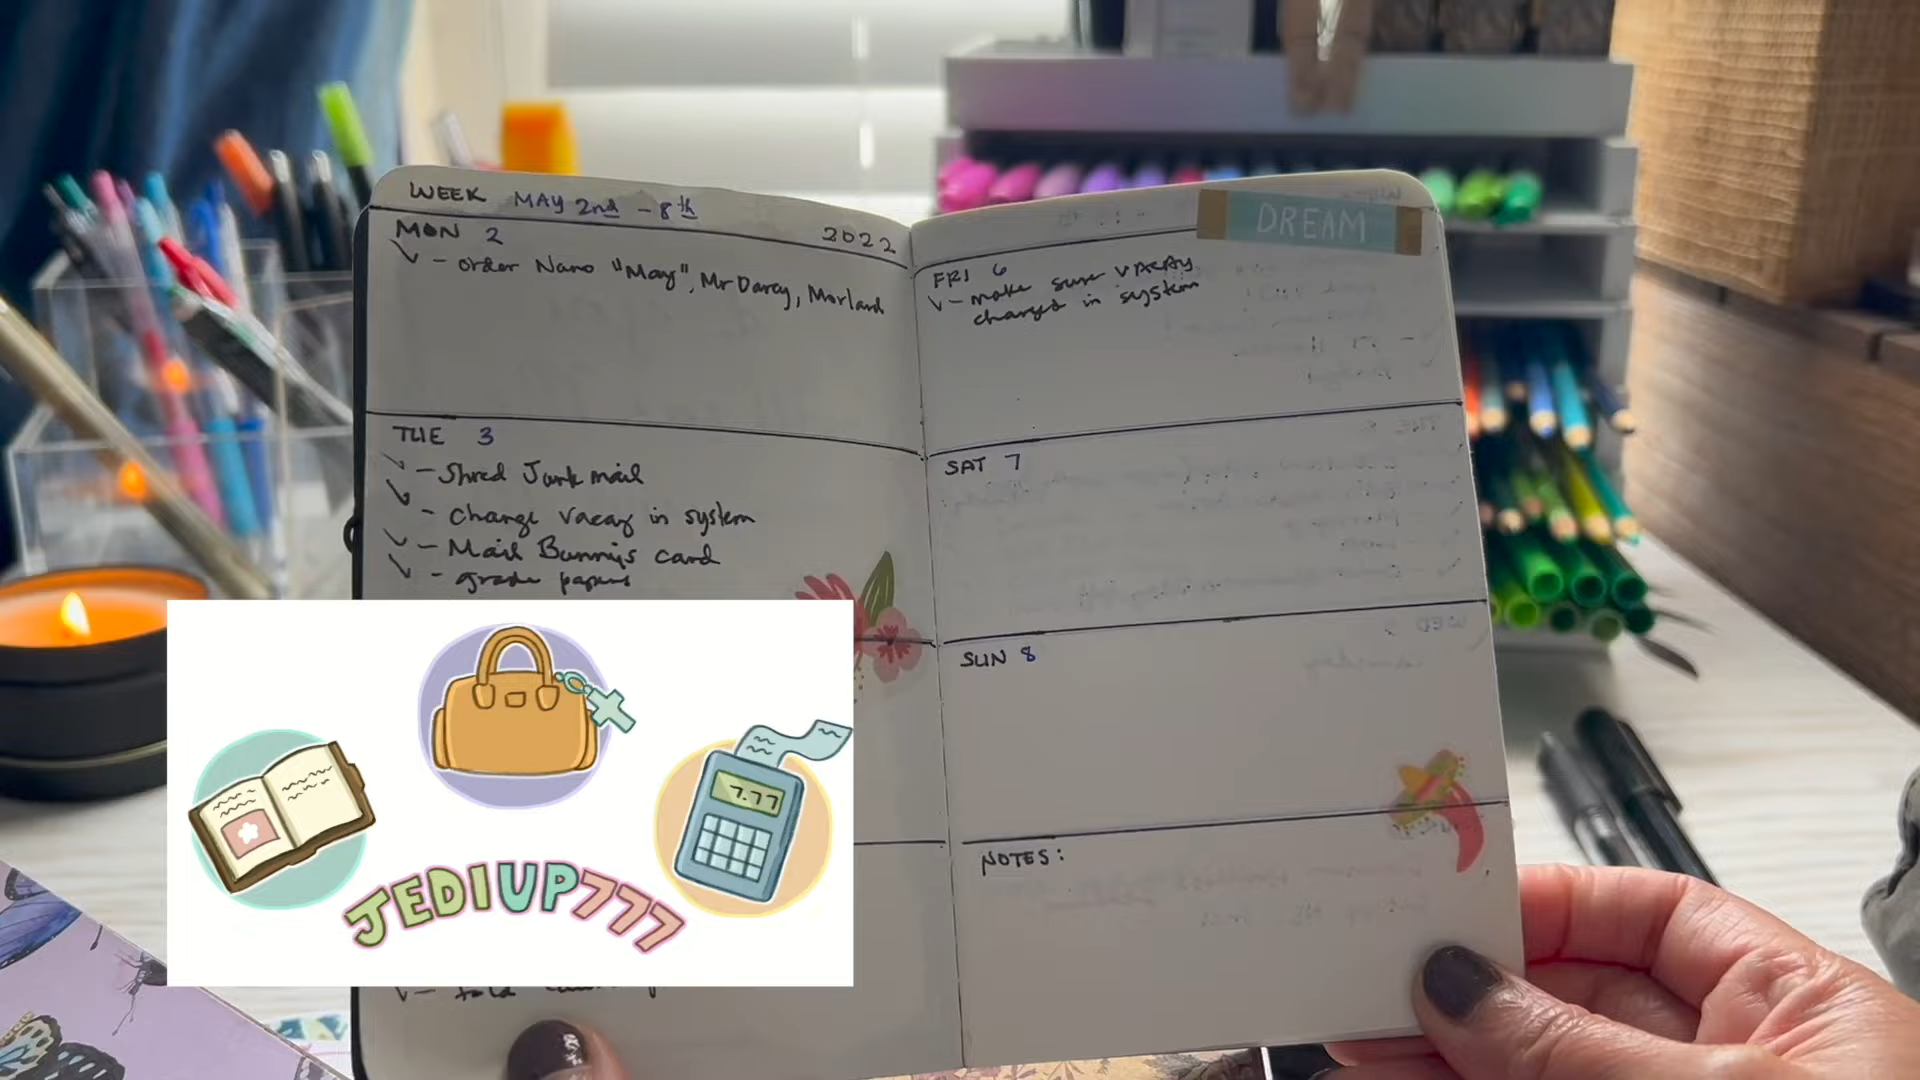 WEEK MAY 2nd - 8th
2022
MON 2
- order Nano "May", Mr Darcy, Morland
TUE 3
- Shred Junk mail
- Change Vacay in system
- Mail Bunny's card
- grade papers
DREAM
FRI 6
- make sure VACAY
changed in system
SAT 7
SUN 8
NOTES:
7.77
JEDIUP777
- fold